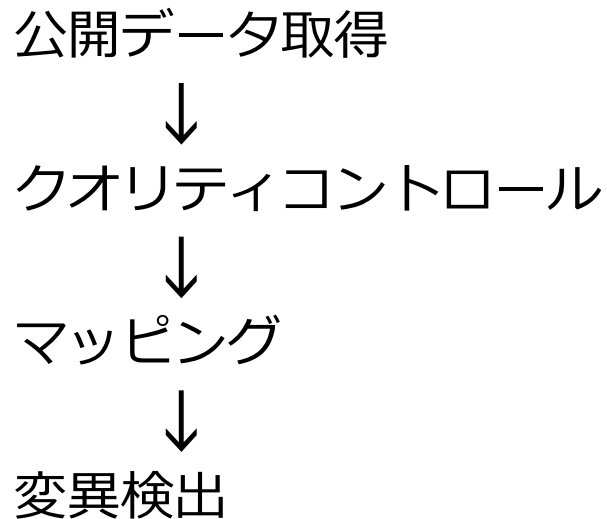 公開データ取得
↓
クオリティコントロール
↓
マッピング
↓
変異検出